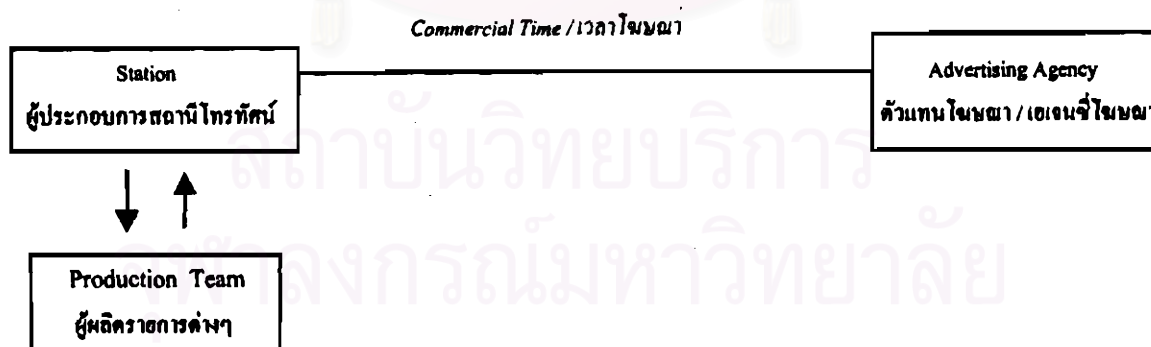 Commercial Time / เวลาโฆษณา
Station
ผู้ประกอบการสถานีโทรทัศน์
Advertising Agency
ตัวแทนโฆษณา / เอเจนซี่โฆษณา
สถาบันวิทยบริการ
จุฬาลงกรณ์มหาวิทยาลัย
Production Team
ผู้ผลิตรายการต่างๆ